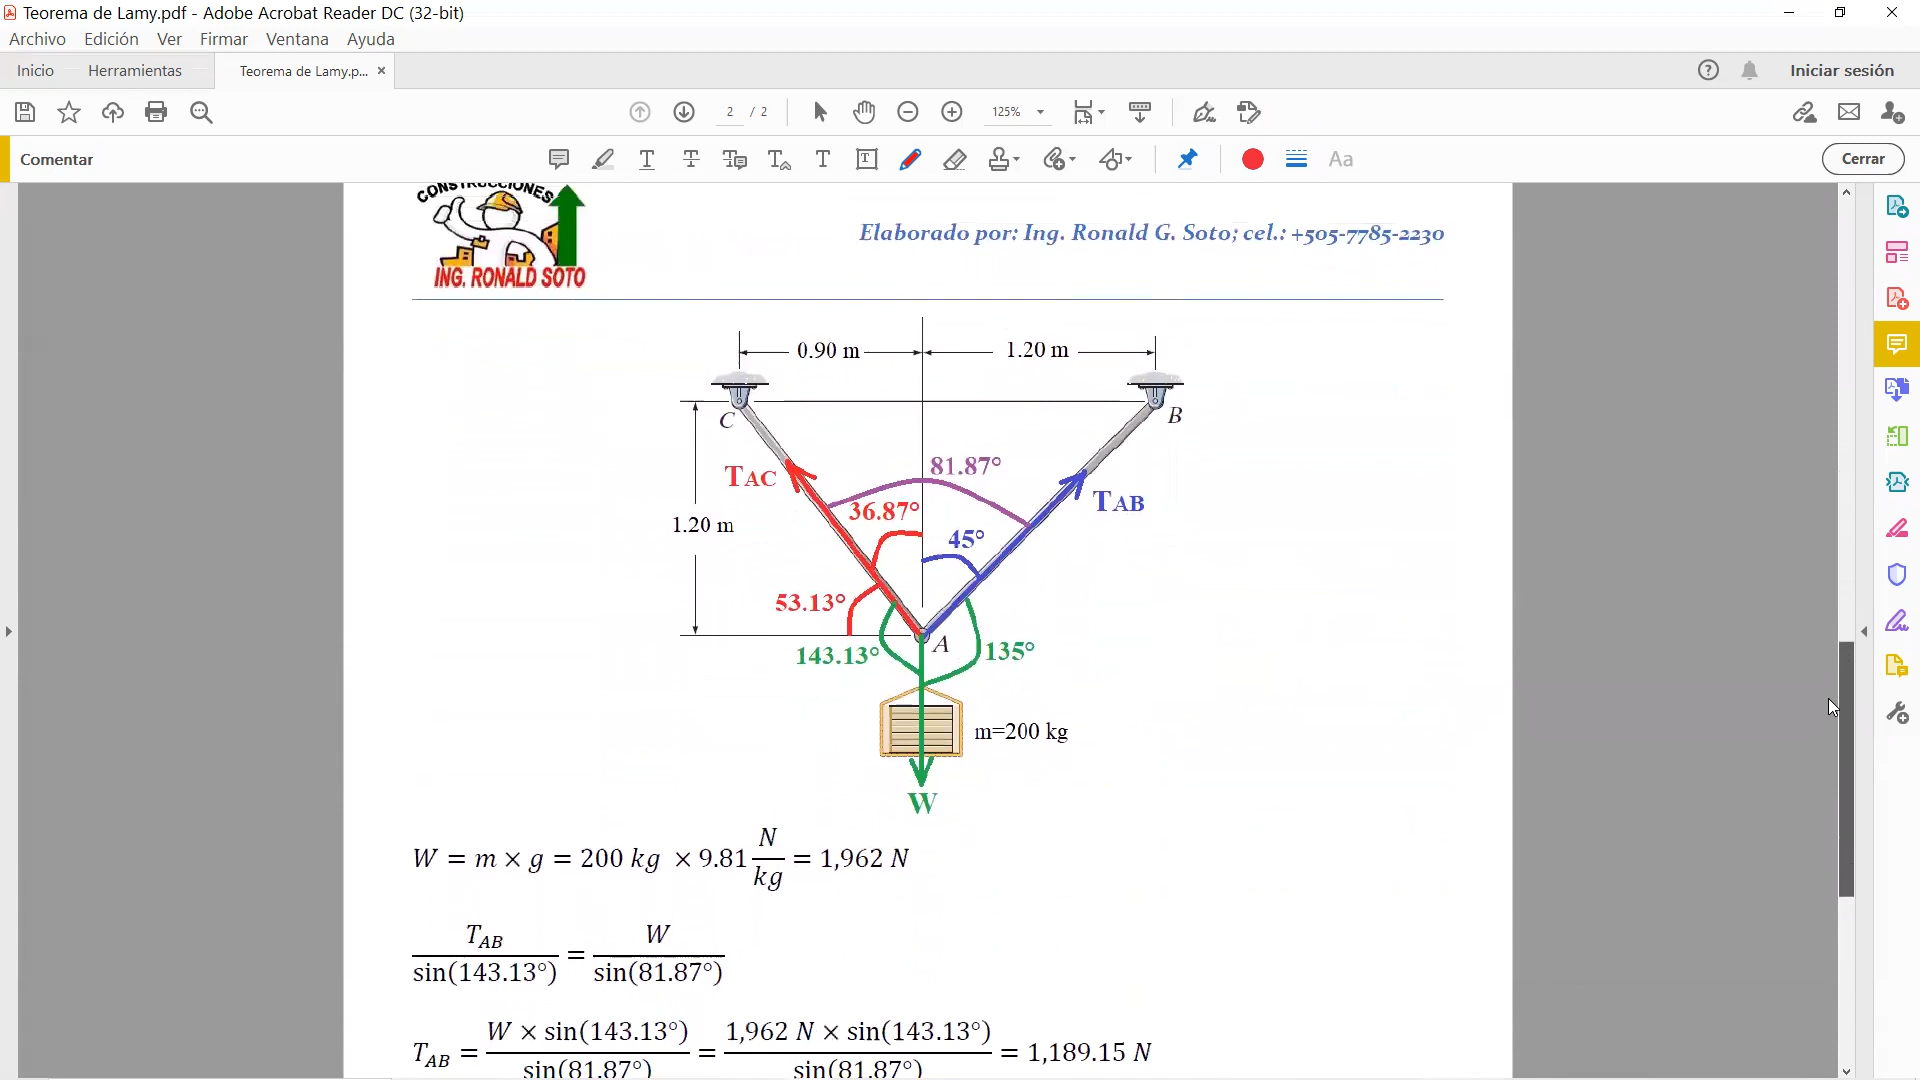 Teorema de Lamy.pdf - Adobe Acrobat Reader DC (32-bit)
Archivo Edición Ver Firmar Ventana Ayuda
Inicio Herramientas Teorema de Lamy.p... × Iniciar sesión
2 / 2 125%
Comentar Aa Cerrar
CONSTRUCCIONES
ING. RONALD SOTO
Elaborado por: Ing. Ronald G. Soto; cel.: +505-7785-2230
0.90 m 1.20 m
C B
81.87°
TAC TAB
36.87°
1.20 m 45°
53.13°
A
143.13° 135°
m=200 kg
W
W = m × g = 200 kg × 9.81 N/kg = 1,962 N
T_AB/sin(143.13°) = W/sin(81.87°)
T_AB = W × sin(143.13°)/sin(81.87°) = 1,962 N × sin(143.13°)/sin(81.87°) = 1,189.15 N